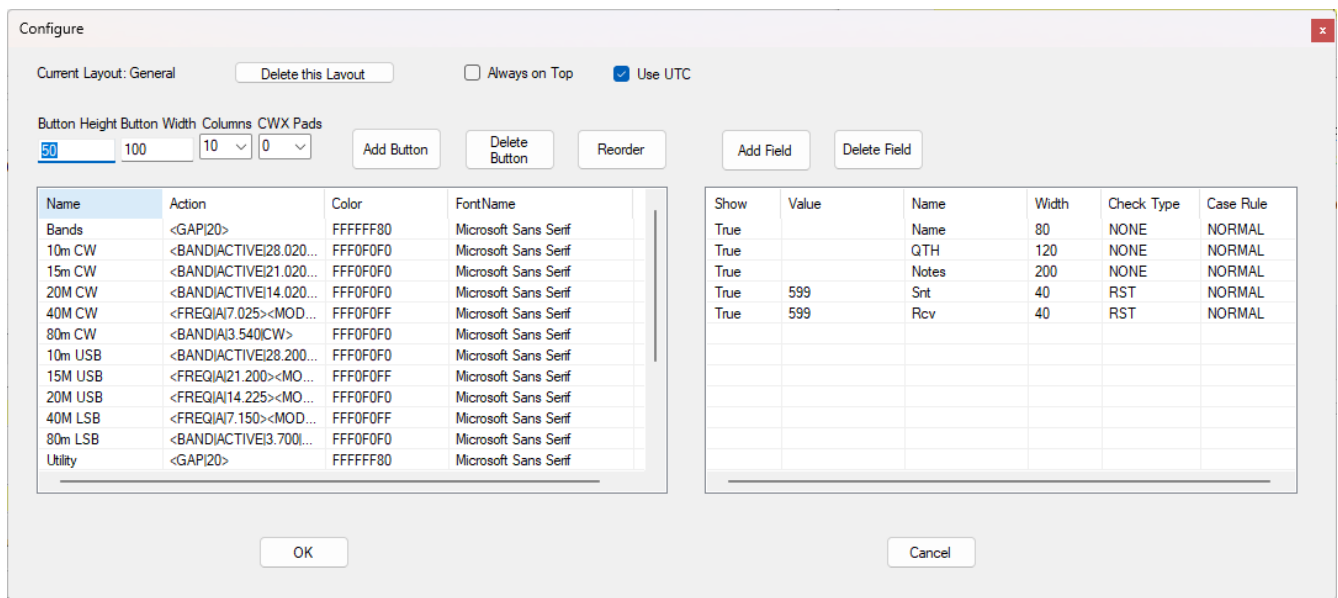 Configure
x
Current Layout: General Delete this Layout Always on Top Use UTC
Button Height Button Width Columns CWX Pads
50 100 10 0 Add Button Delete Button Reorder Add Field Delete Field
Name Action Color FontName
Bands <GAP|20> FFFFFF80 Microsoft Sans Serif
10m CW <BAND|ACTIVE|28.020... FFF0F0F0 Microsoft Sans Serif
15m CW <BAND|ACTIVE|21.020... FFF0F0F0 Microsoft Sans Serif
20M CW <BAND|ACTIVE|14.020... FFF0F0F0 Microsoft Sans Serif
40M CW <FREQ|A|7.025><MOD... FFF0F0FF Microsoft Sans Serif
80m CW <BAND|A|3.540|CW> FFF0F0F0 Microsoft Sans Serif
10m USB <BAND|ACTIVE|28.200... FFF0F0F0 Microsoft Sans Serif
15M USB <FREQ|A|21.200><MO... FFF0F0FF Microsoft Sans Serif
20M USB <FREQ|A|14.225><MO... FFF0F0F0 Microsoft Sans Serif
40M LSB <FREQ|A|7.150><MOD... FFF0F0FF Microsoft Sans Serif
80m LSB <BAND|ACTIVE|3.700|... FFF0F0F0 Microsoft Sans Serif
Utility <GAP|20> FFFFFF80 Microsoft Sans Serif
Show Value Name Width Check Type Case Rule
True Name 80 NONE NORMAL
True QTH 120 NONE NORMAL
True Notes 200 NONE NORMAL
True 599 Snt 40 RST NORMAL
True 599 Rcv 40 RST NORMAL
OK Cancel